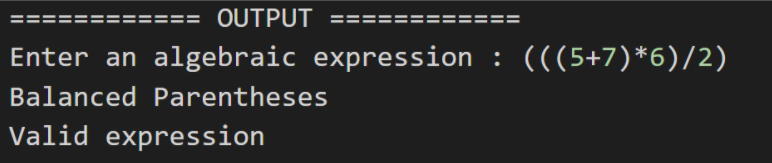 ============ OUTPUT ============
Enter an algebraic expression : (((5+7)*6)/2)
Balanced Parentheses
Valid expression